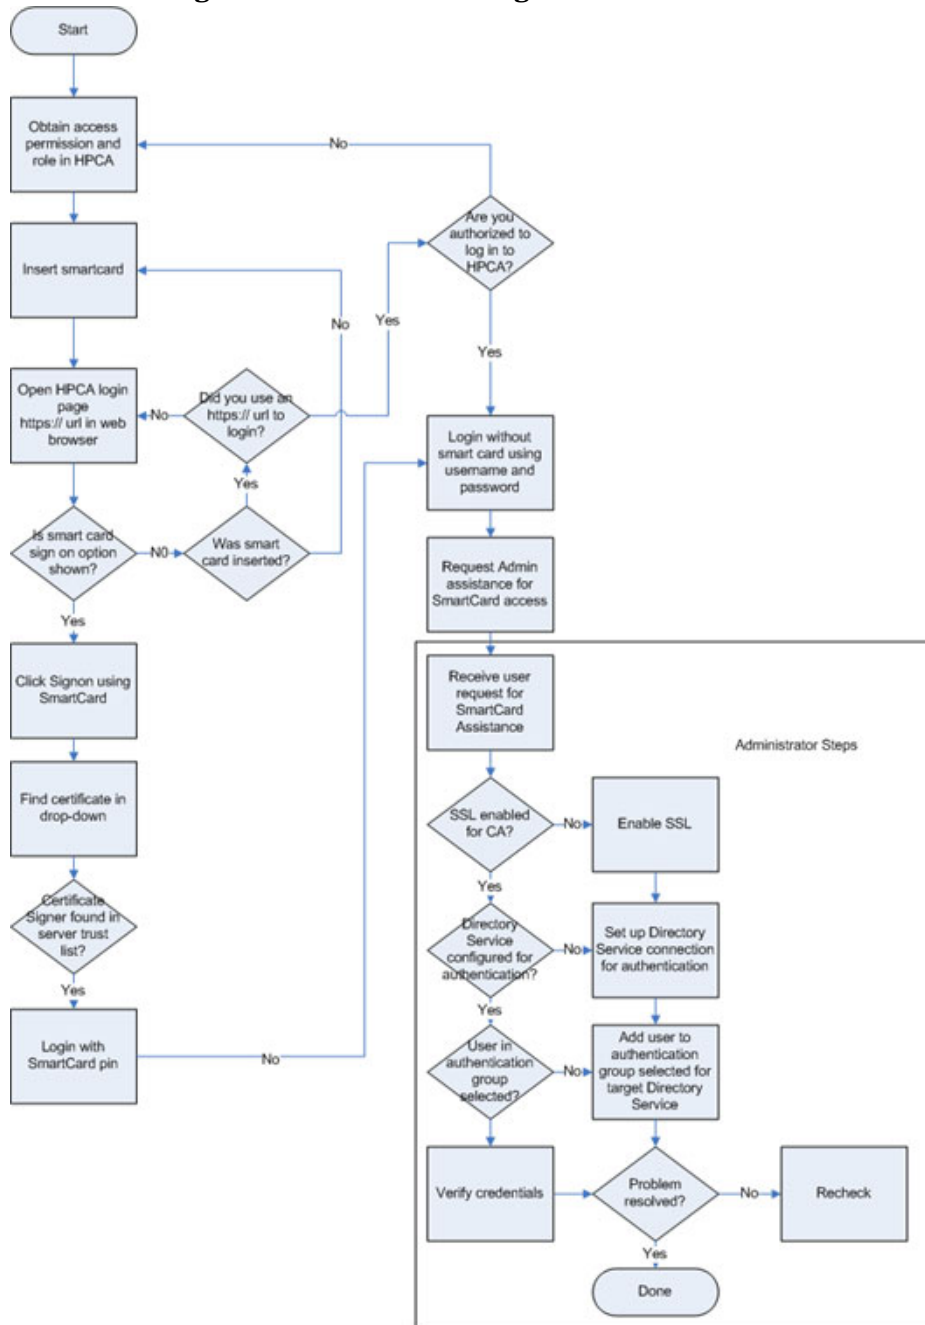 Start
Obtain access
permission and
role in HPCA
No
Are you
authorized to
log in to
HPCA?
Insert smartcard
No
Yes
Yes
Open HPCA login
page
https:// url in web
browser
No
Did you use an
https:// url to
login?
Login without
smart card using
username and
password
Yes
Is smart card
sign on option
shown?
N0
Was smart
card inserted?
Request Admin
assistance for
SmartCard access
Yes
Click Signon using
SmartCard
Receive user
request for
SmartCard
Assistance
Administrator Steps
Find certificate in
drop-down
SSL enabled
for CA?
No
Enable SSL
Yes
Certificate
Signer found in
server trust
list?
Directory
Service
configured for
authentication?
No
Set up Directory
Service connection
for authentication
Yes
Yes
Login with
SmartCard pin
No
User in
authentication
group
selected?
No
Add user to
authentication
group selected for
target Directory
Service
Verify credentials
Problem
resolved?
No
Recheck
Yes
Done